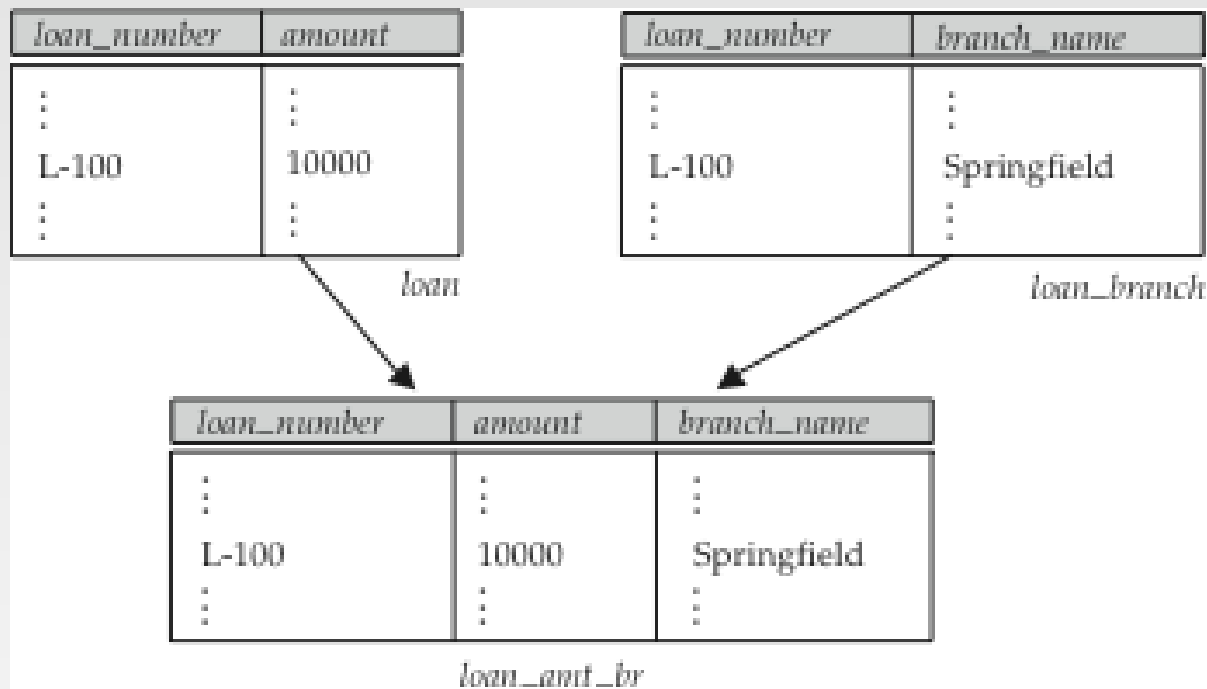 loan_number amount
⋮ ⋮
L-100 10000
⋮ ⋮
loan
loan_number branch_name
⋮ ⋮
L-100 Springfield
⋮ ⋮
loan_branch
loan_number amount branch_name
⋮ ⋮ ⋮
L-100 10000 Springfield
⋮ ⋮ ⋮
loan_amt_br